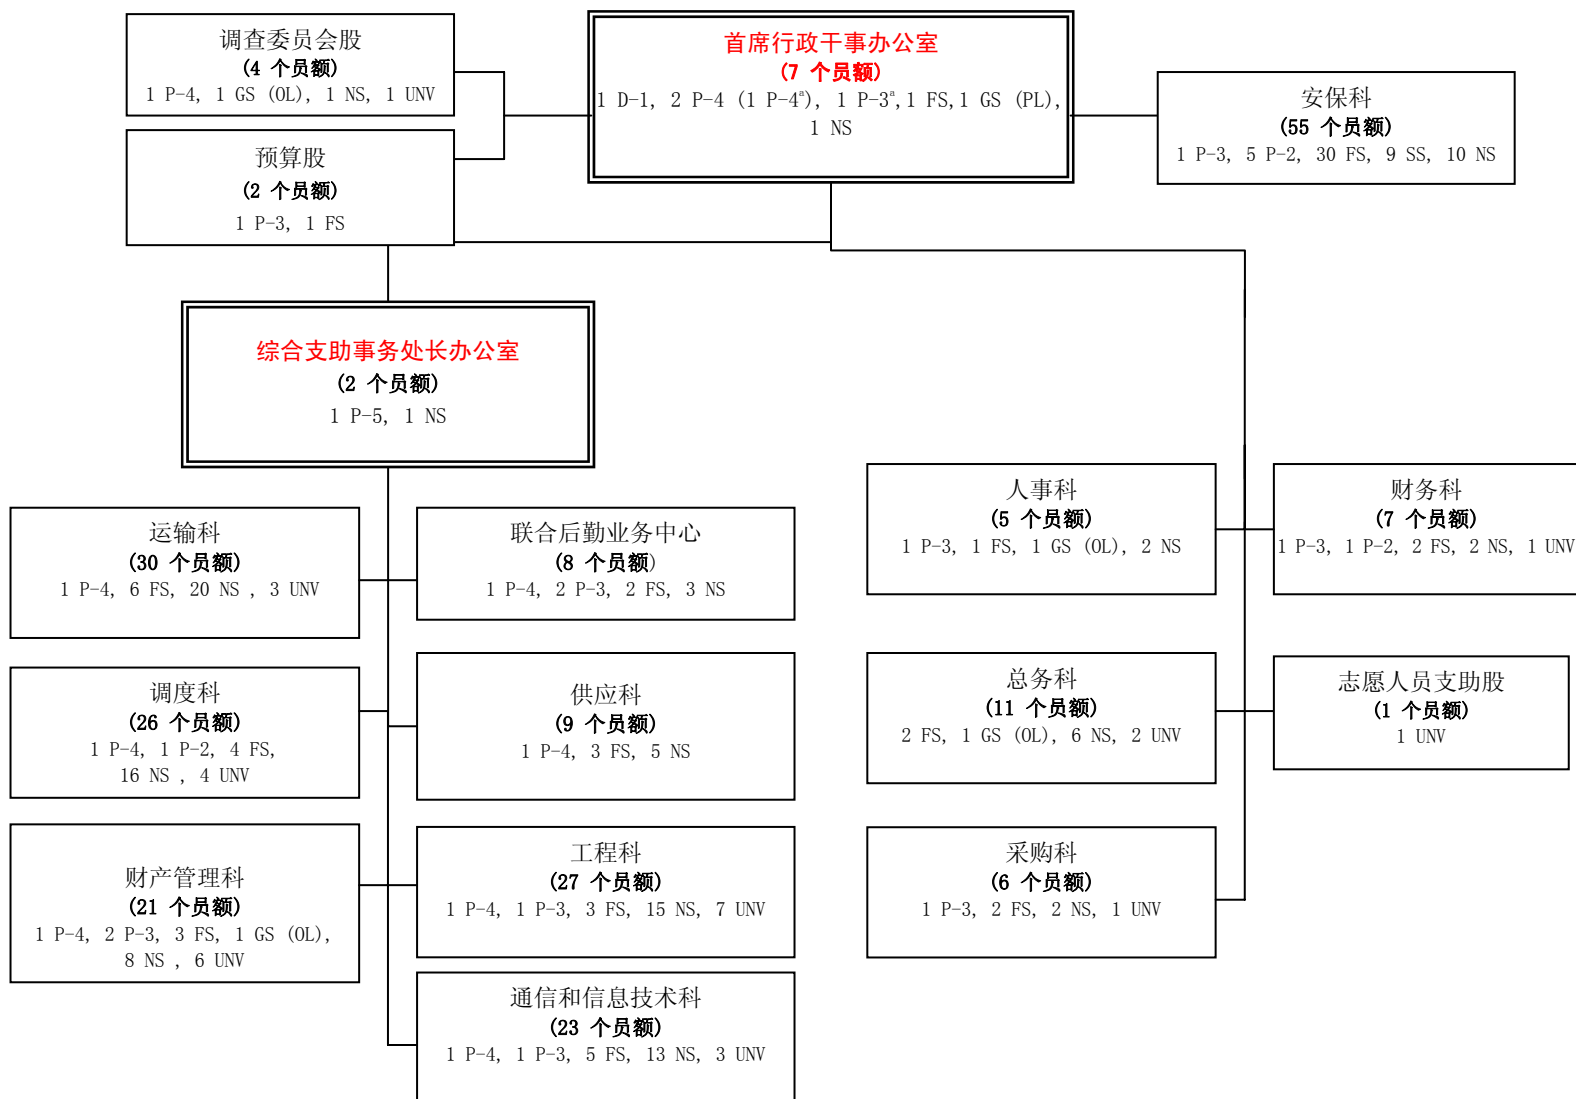 调查委员会股
(4 个员额)
1 P-4, 1 GS (OL), 1 NS, 1 UNV
首席行政干事办公室
(7 个员额)
1 D-1, 2 P-4 (1 P-4ª), 1 P-3ª,1 FS,1 GS (PL),
1 NS
安保科
(55 个员额)
1 P-3, 5 P-2, 30 FS, 9 SS, 10 NS
预算股
(2 个员额)
1 P-3, 1 FS
综合支助事务处长办公室
(2 个员额)
1 P-5, 1 NS
运输科
(30 个员额)
1 P-4, 6 FS, 20 NS , 3 UNV
联合后勤业务中心
(8 个员额)
1 P-4, 2 P-3, 2 FS, 3 NS
人事科
(5 个员额)
1 P-3, 1 FS, 1 GS (OL), 2 NS
财务科
(7 个员额)
1 P-3, 1 P-2, 2 FS, 2 NS, 1 UNV
调度科
(26 个员额)
1 P-4, 1 P-2, 4 FS,
16 NS , 4 UNV
供应科
(9 个员额)
1 P-4, 3 FS, 5 NS
总务科
(11 个员额)
2 FS, 1 GS (OL), 6 NS, 2 UNV
志愿人员支助股
(1 个员额)
1 UNV
财产管理科
(21 个员额)
1 P-4, 2 P-3, 3 FS, 1 GS (OL),
8 NS , 6 UNV
工程科
(27 个员额)
1 P-4, 1 P-3, 3 FS, 15 NS, 7 UNV
采购科
(6 个员额)
1 P-3, 2 FS, 2 NS, 1 UNV
通信和信息技术科
(23 个员额)
1 P-4, 1 P-3, 5 FS, 13 NS, 3 UNV